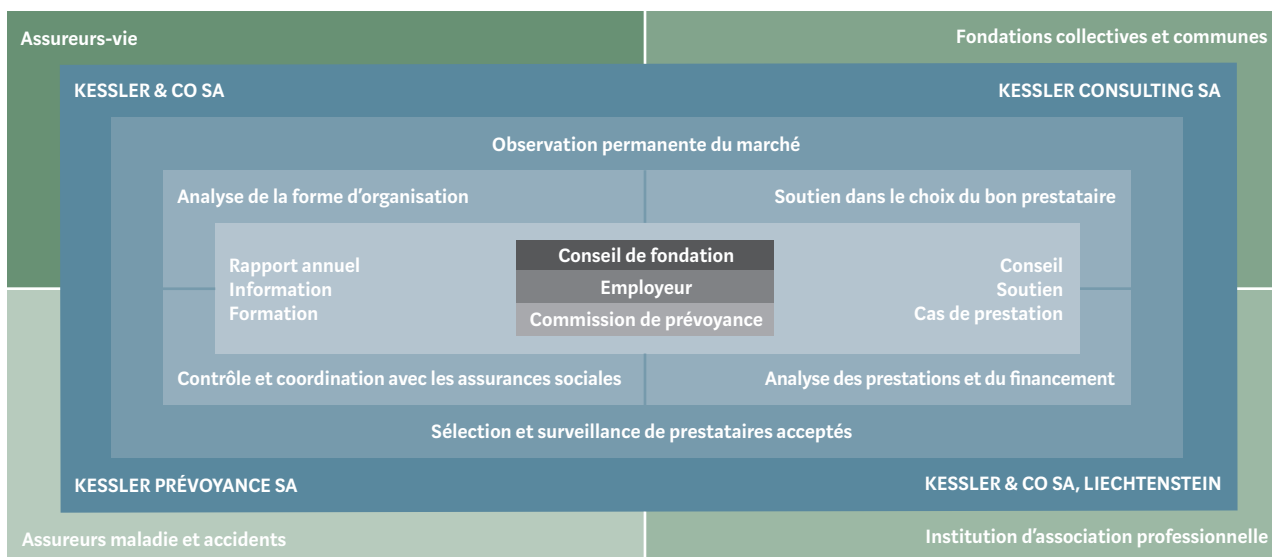 Assureurs-vie
Fondations collectives et communes
KESSLER & CO SA
KESSLER CONSULTING SA
Observation permanente du marché
Analyse de la forme d'organisation
Soutien dans le choix du bon prestataire
Rapport annuel
Information
Formation
Conseil de fondation
Employeur
Commission de prévoyance
Conseil
Soutien
Cas de prestation
Contrôle et coordination avec les assurances sociales
Analyse des prestations et du financement
Sélection et surveillance de prestataires acceptés
KESSLER PRÉVOYANCE SA
KESSLER & CO SA, LIECHTENSTEIN
Assureurs maladie et accidents
Institution d'association professionnelle